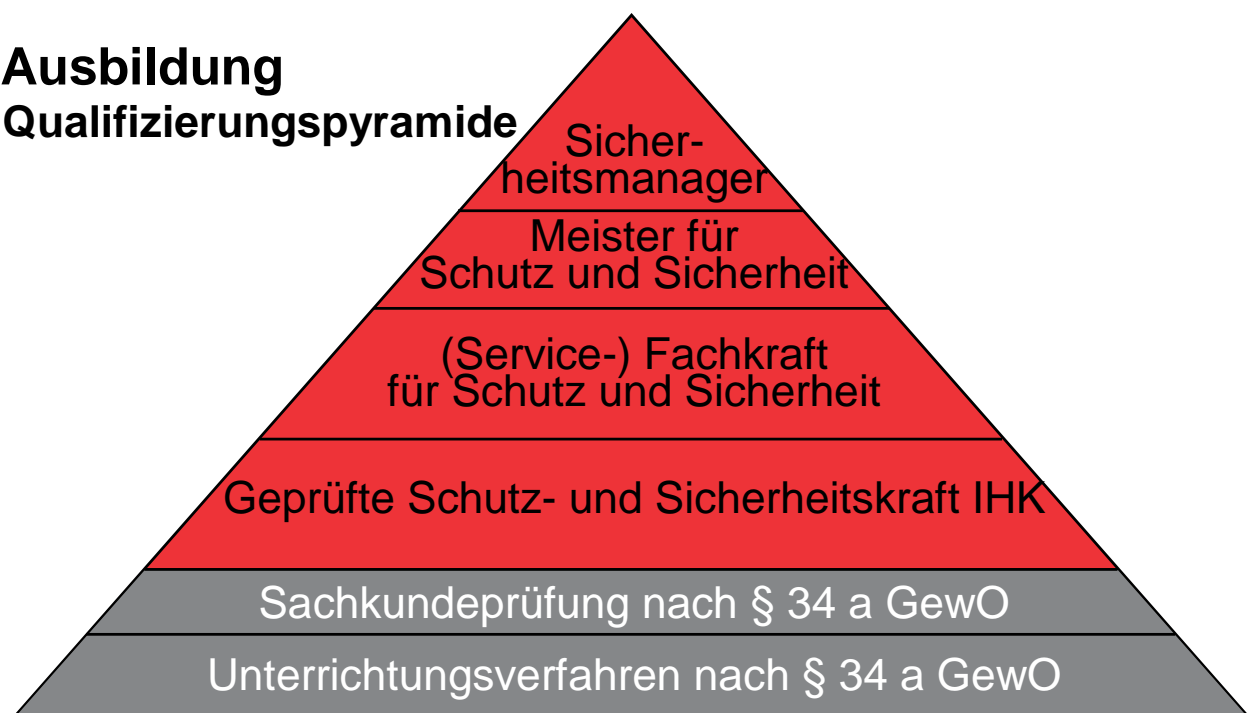 Ausbildung
Qualifizierungspyramide
Sicher-
heitsmanager
Meister für
Schutz und Sicherheit
(Service-) Fachkraft
für Schutz und Sicherheit
Geprüfte Schutz- und Sicherheitskraft IHK
Sachkundeprüfung nach § 34 a GewO
Unterrichtungsverfahren nach § 34 a GewO